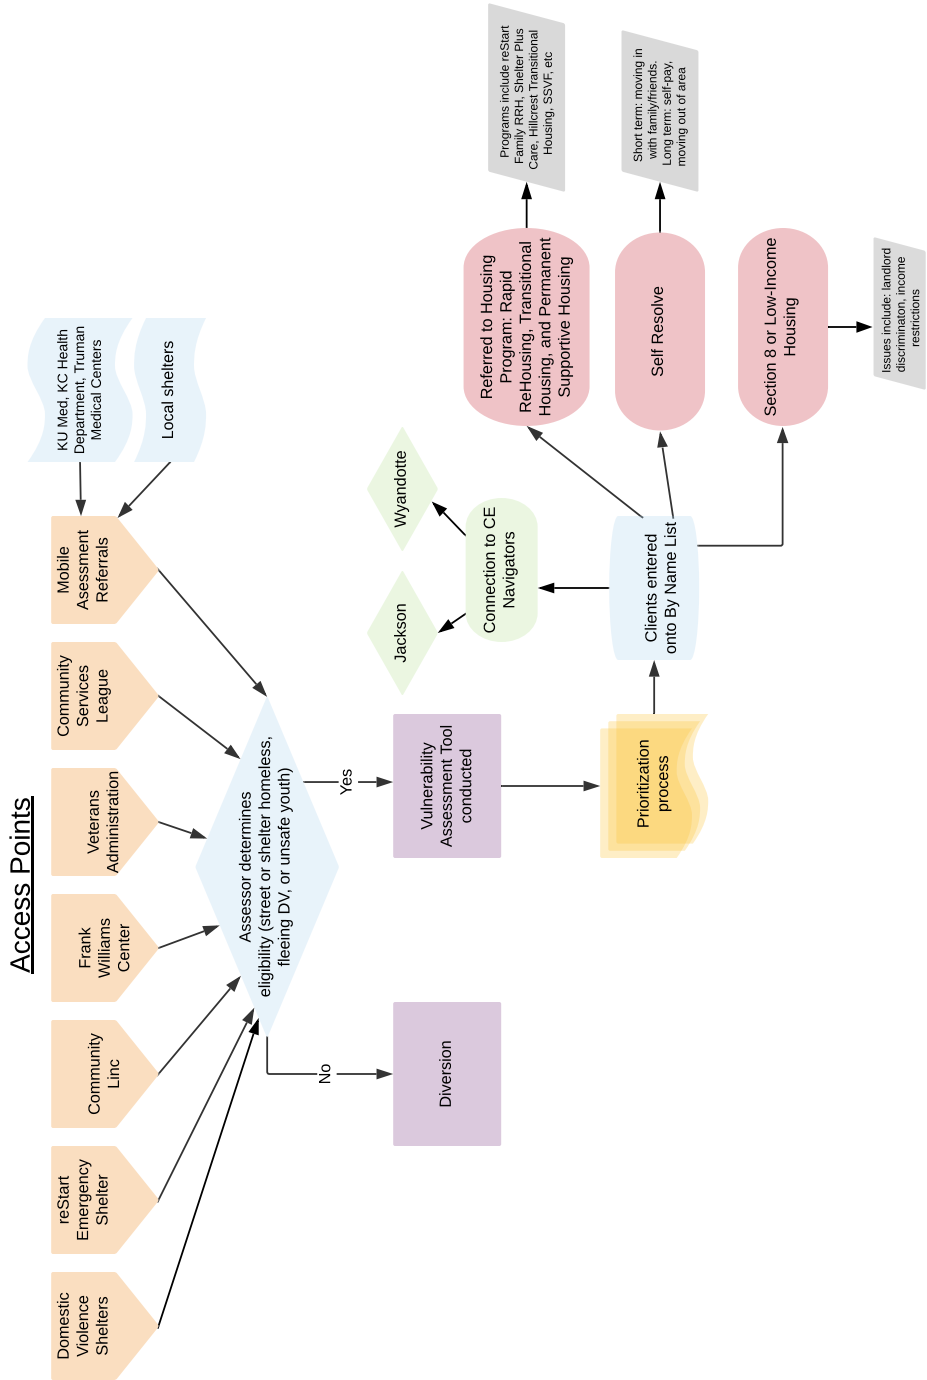 Access Points
Domestic
Violence
Shelters
reStart
Emergency
Shelter
Community
Linc
Frank
Williams
Center
Veterans
Administration
Community
Services
League
Mobile
Asessment
Referrals
KU Med, KC Health
Department, Truman
Medical Centers
Local shelters
Assessor determines
eligibility (street or shelter homeless,
fleeing DV, or unsafe youth)
No
Yes
Diversion
Vulnerability
Assessment Tool
conducted
Prioritization
process
Clients entered
onto By Name List
Connection to CE
Navigators
Jackson
Wyandotte
Referred to Housing
Program: Rapid
ReHousing, Transitional
Housing, and Permanent
Supportive Housing
Programs include reStart
Family RRH, Shelter Plus
Care, Hillcrest Transitional
Housing, SSVF, etc
Self Resolve
Short term: moving in
with family/friends.
Long term: self-pay,
moving out of area
Section 8 or Low-Income
Housing
Issues include: landlord
discriminaton, income
restrictions